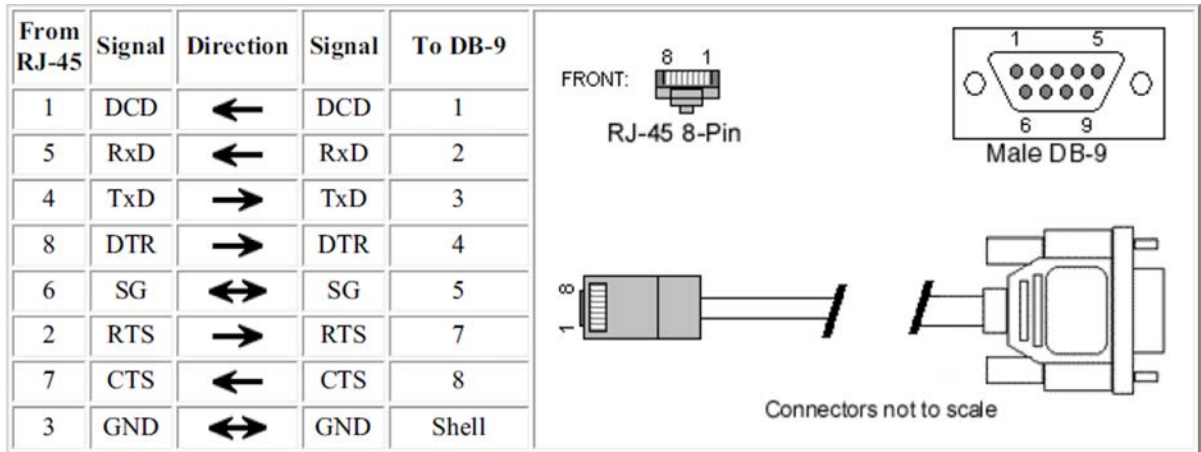 From RJ-45 Signal Direction Signal To DB-9
1 DCD ← DCD 1
5 RxD ← RxD 2
4 TxD → TxD 3
8 DTR → DTR 4
6 SG ↔ SG 5
2 RTS → RTS 7
7 CTS ← CTS 8
3 GND ↔ GND Shell
8 1
FRONT:
RJ-45 8-Pin
1 5
6 9
Male DB-9
8
1
Connectors not to scale